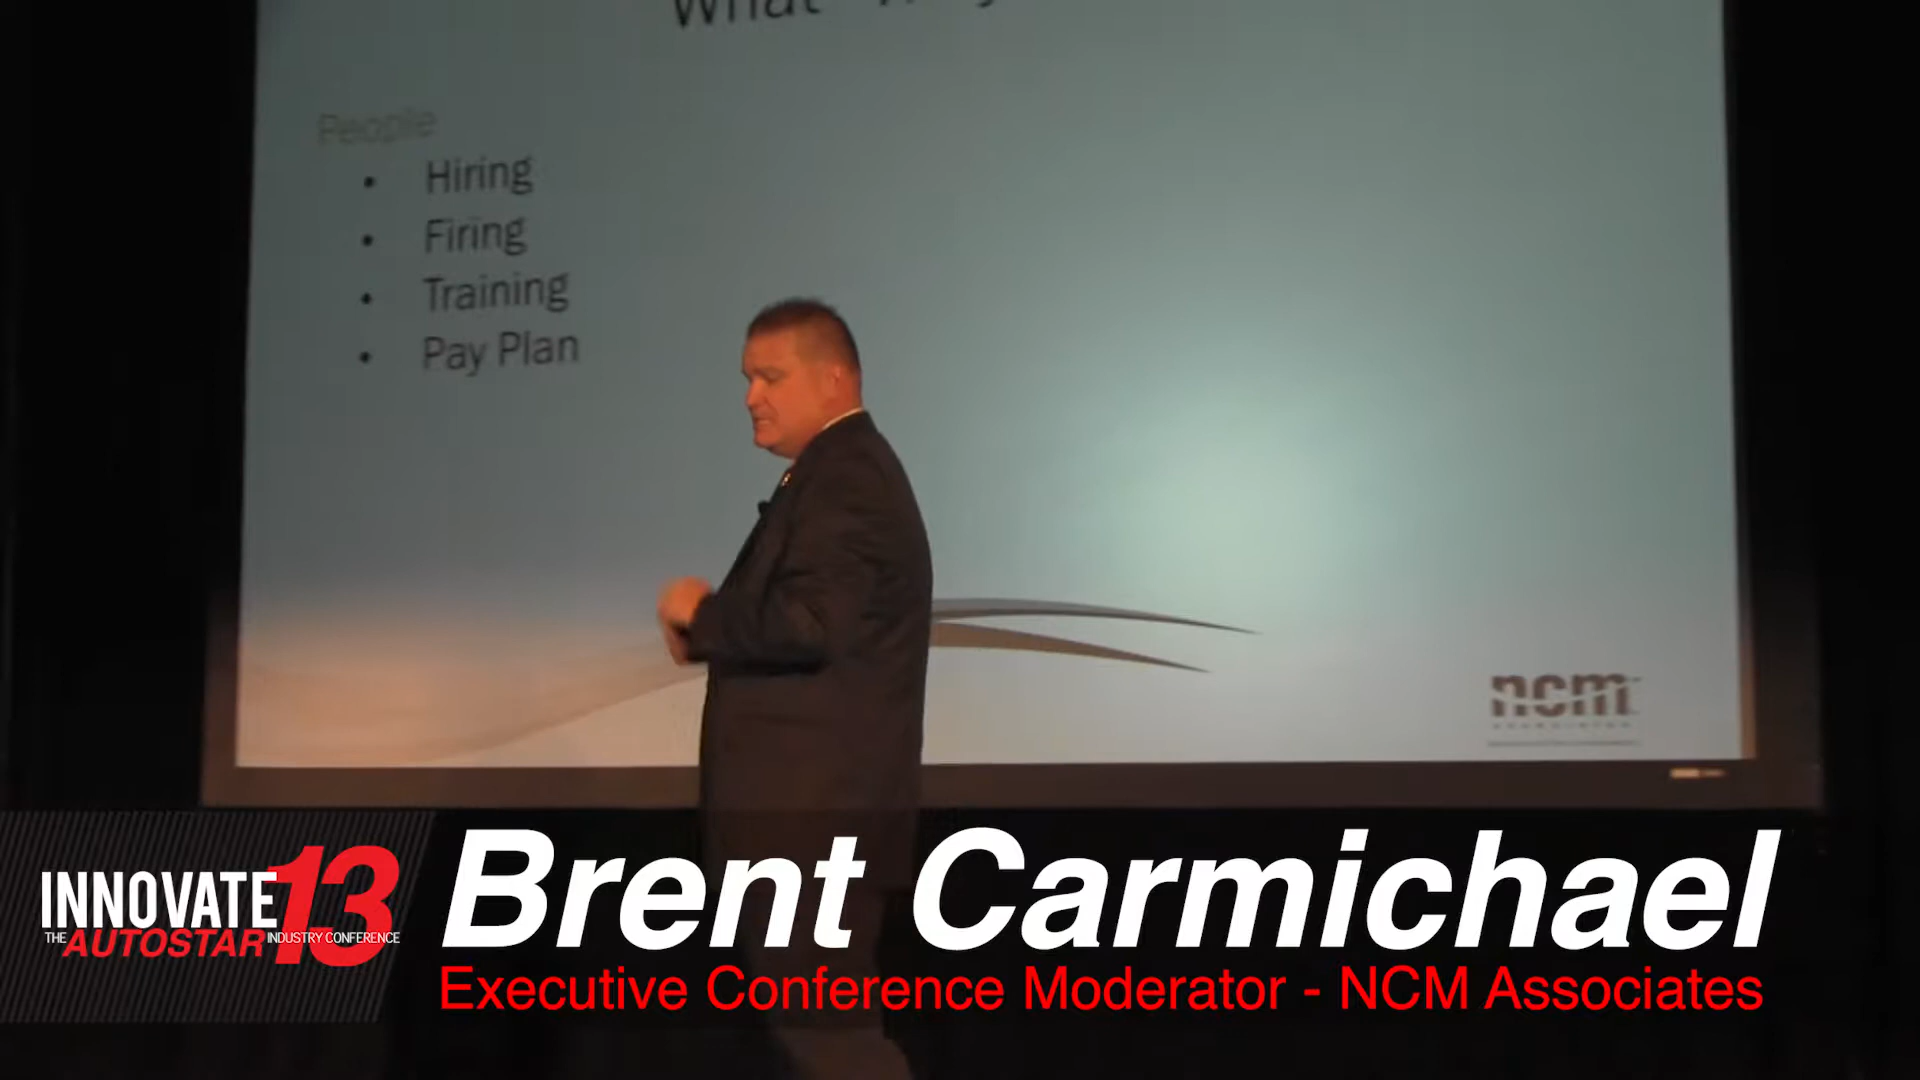 What
People
• Hiring
• Firing
• Training
• Pay Plan
ncm
INNOVATE 13
THE AUTOSTAR INDUSTRY CONFERENCE
Brent Carmichael
Executive Conference Moderator - NCM Associates